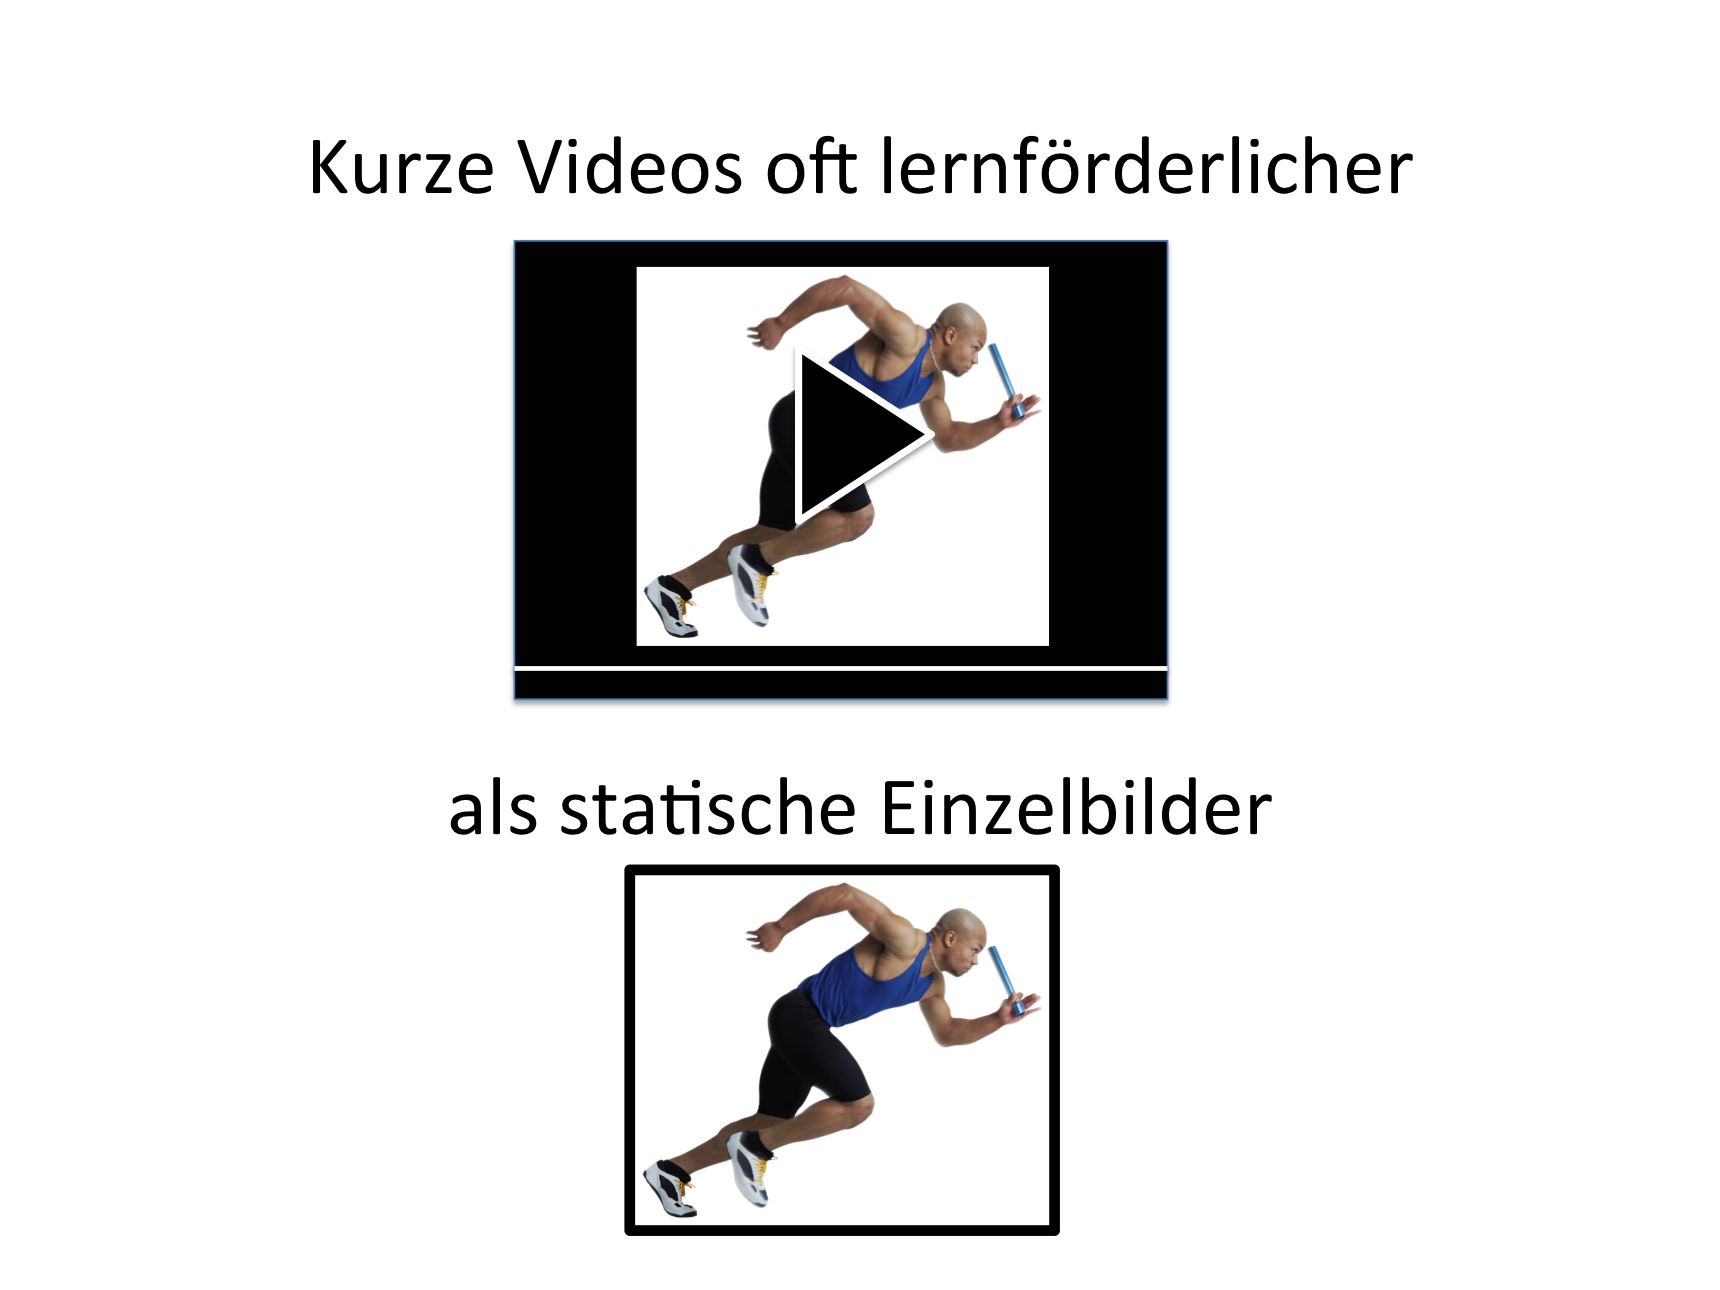 Kurze Videos oft lernförderlicher
als statische Einzelbilder